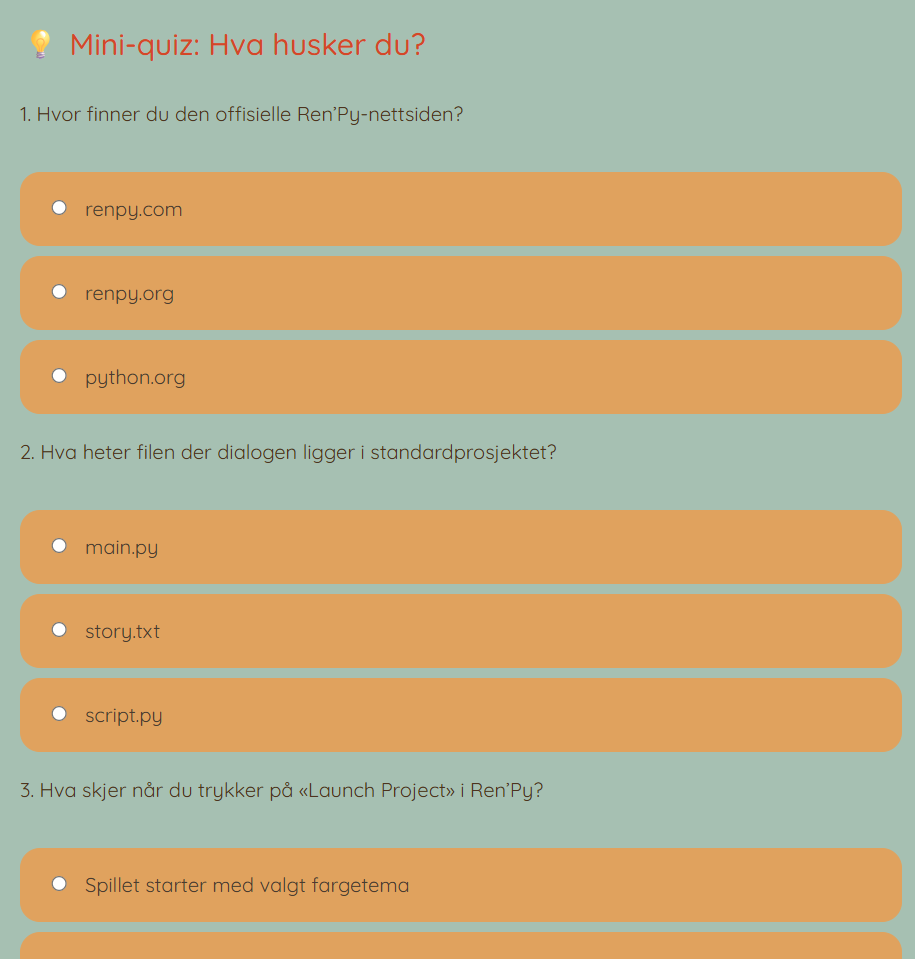 💡 Mini-quiz: Hva husker du?
1. Hvor finner du den offisielle Ren’Py-nettsiden?
renpy.com
renpy.org
python.org
2. Hva heter filen der dialogen ligger i standardprosjektet?
main.py
story.txt
script.py
3. Hva skjer når du trykker på «Launch Project» i Ren’Py?
Spillet starter med valgt fargetema